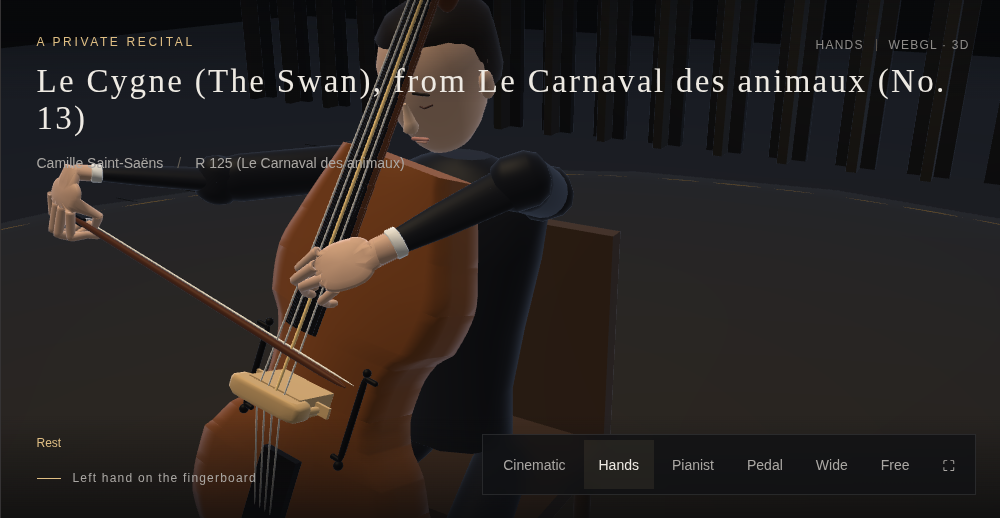 A PRIVATE RECITAL
HANDS | WEBGL · 3D
Le Cygne (The Swan), from Le Carnaval des animaux (No.
13)
Camille Saint-Saëns / R 125 (Le Carnaval des animaux)
Rest
Left hand on the fingerboard
Cinematic Hands Pianist Pedal Wide Free